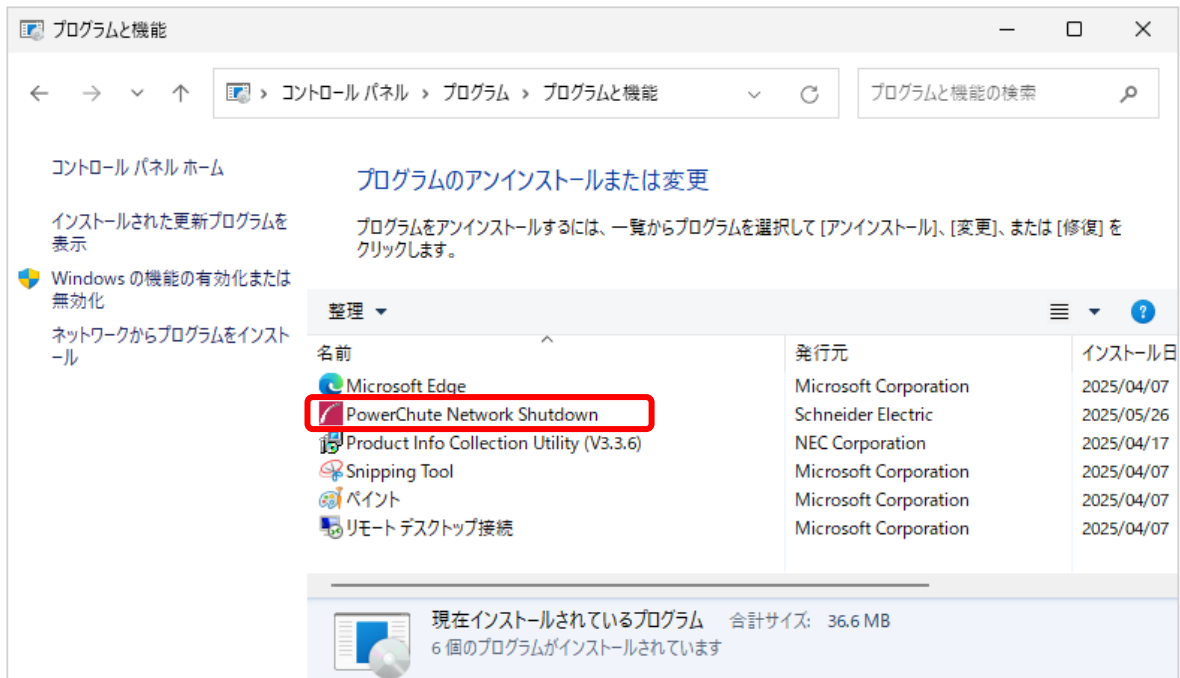 プログラムと機能
コントロール パネル › プログラム › プログラムと機能
プログラムと機能の検索
コントロール パネル ホーム
インストールされた更新プログラムを
表示
Windows の機能の有効化または
無効化
ネットワークからプログラムをインスト
ール
プログラムのアンインストールまたは変更
プログラムをアンインストールするには、一覧からプログラムを選択して [アンインストール]、[変更]、または [修復] を
クリックします。
整理
名前 発行元 インストール日
Microsoft Edge Microsoft Corporation 2025/04/07
PowerChute Network Shutdown Schneider Electric 2025/05/26
Product Info Collection Utility (V3.3.6) NEC Corporation 2025/04/17
Snipping Tool Microsoft Corporation 2025/04/07
ペイント Microsoft Corporation 2025/04/07
リモート デスクトップ接続 Microsoft Corporation 2025/04/07
現在インストールされているプログラム 合計サイズ: 36.6 MB
6 個のプログラムがインストールされています